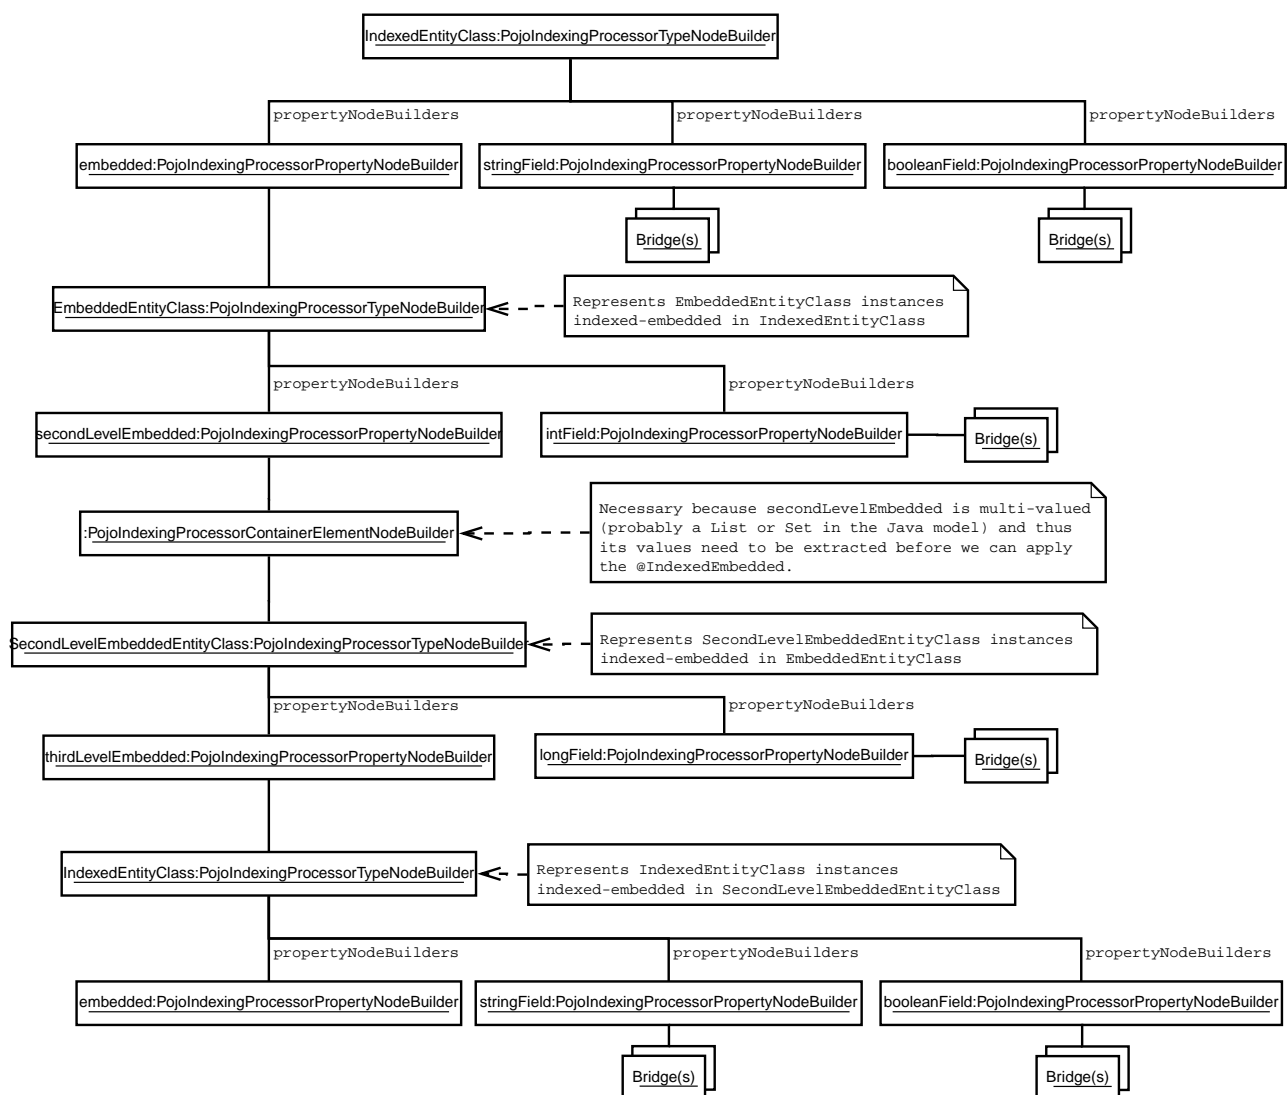 IndexedEntityClass:PojoIndexingProcessorTypeNodeBuilder
propertyNodeBuilders
propertyNodeBuilders
propertyNodeBuilders
embedded:PojoIndexingProcessorPropertyNodeBuilder
stringField:PojoIndexingProcessorPropertyNodeBuilder
booleanField:PojoIndexingProcessorPropertyNodeBuilder
Bridge(s)
Bridge(s)
EmbeddedEntityClass:PojoIndexingProcessorTypeNodeBuilder
Represents EmbeddedEntityClass instances
indexed-embedded in IndexedEntityClass
propertyNodeBuilders
propertyNodeBuilders
secondLevelEmbedded:PojoIndexingProcessorPropertyNodeBuilder
intField:PojoIndexingProcessorPropertyNodeBuilder
Bridge(s)
:PojoIndexingProcessorContainerElementNodeBuilder
Necessary because secondLevelEmbedded is multi-valued
(probably a List or Set in the Java model) and thus
its values need to be extracted before we can apply
the @IndexedEmbedded.
SecondLevelEmbeddedEntityClass:PojoIndexingProcessorTypeNodeBuilder
Represents SecondLevelEmbeddedEntityClass instances
indexed-embedded in EmbeddedEntityClass
propertyNodeBuilders
propertyNodeBuilders
thirdLevelEmbedded:PojoIndexingProcessorPropertyNodeBuilder
longField:PojoIndexingProcessorPropertyNodeBuilder
Bridge(s)
IndexedEntityClass:PojoIndexingProcessorTypeNodeBuilder
Represents IndexedEntityClass instances
indexed-embedded in SecondLevelEmbeddedEntityClass
propertyNodeBuilders
propertyNodeBuilders
propertyNodeBuilders
embedded:PojoIndexingProcessorPropertyNodeBuilder
stringField:PojoIndexingProcessorPropertyNodeBuilder
booleanField:PojoIndexingProcessorPropertyNodeBuilder
Bridge(s)
Bridge(s)